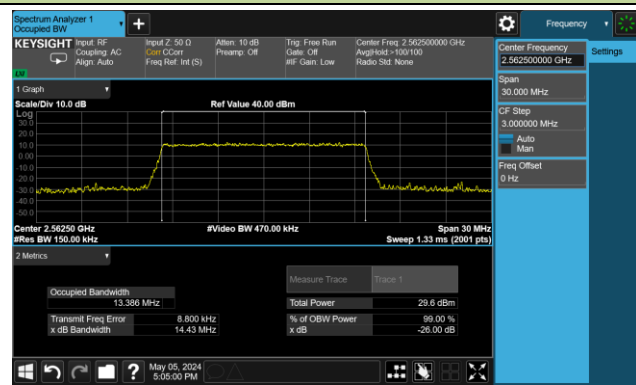 Spectrum Analyzer 1
Occupied BW
Frequency
KEYSIGHT
Input: RF
Coupling: AC
Align: Auto
Input Z: 50 Ω
Corr CCorr
Freq Ref: Int (S)
Atten: 10 dB
Preamp: Off
Trig: Free Run
Gate: Off
#IF Gain: Low
Center Freq: 2.562500000 GHz
Avg|Hold:>100/100
Radio Std: None
Center Frequency
2.562500000 GHz
Settings
Span
30.000 MHz
CF Step
3.000000 MHz
Auto
Man
Freq Offset
0 Hz
1 Graph
Scale/Div 10.0 dB
Ref Value 40.00 dBm
Log
30.0
20.0
10.0
0.00
-10.0
-20.0
-30.0
-40.0
-50.0
Center 2.56250 GHz
#Video BW 470.00 kHz
Span 30 MHz
#Res BW 150.00 kHz
Sweep 1.33 ms (2001 pts)
2 Metrics
Measure Trace
Trace 1
Occupied Bandwidth
13.386 MHz
Total Power
29.6 dBm
Transmit Freq Error
8.800 kHz
% of OBW Power
99.00 %
x dB Bandwidth
14.43 MHz
x dB
-26.00 dB
May 05, 2024
5:05:00 PM